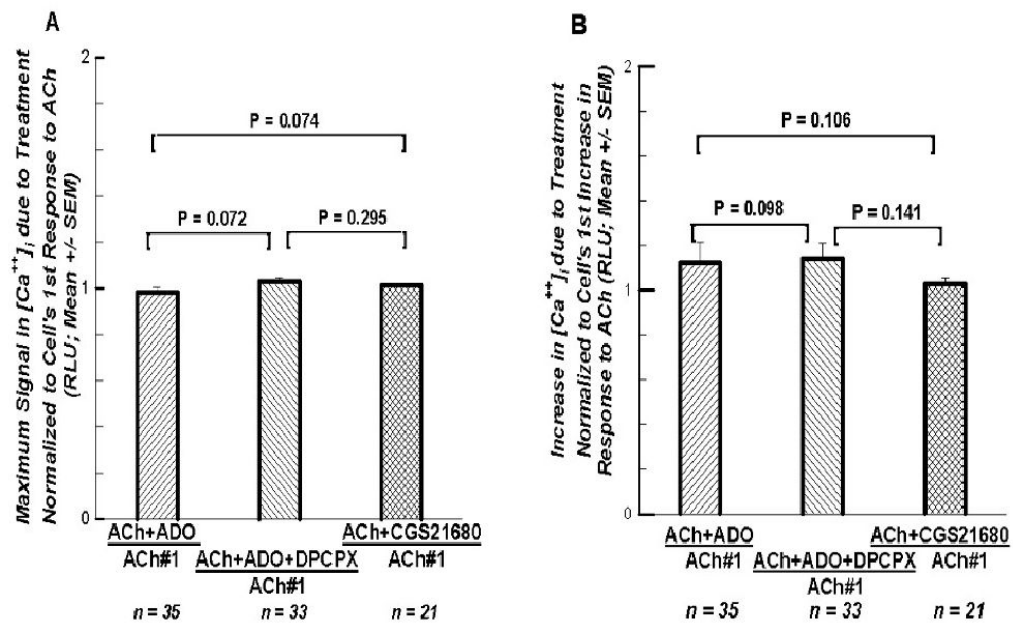 A
Maximum Signal in [Ca++]i due to Treatment
Normalized to Cell's 1st Response to ACh
(RLU; Mean +/- SEM)
2
1
0
P = 0.074
P = 0.072
P = 0.295
ACh+ADO
ACh#1
ACh+ADO+DPCPX
ACh#1
ACh+CGS21680
ACh#1
n = 35
n = 33
n = 21
B
Increase in [Ca++]i due to Treatment
Normalized to Cell's 1st Increase in
Response to ACh (RLU; Mean +/- SEM)
2
1
0
P = 0.106
P = 0.098
P = 0.141
ACh+ADO
ACh#1
ACh+ADO+DPCPX
ACh#1
ACh+CGS21680
ACh#1
n = 35
n = 33
n = 21